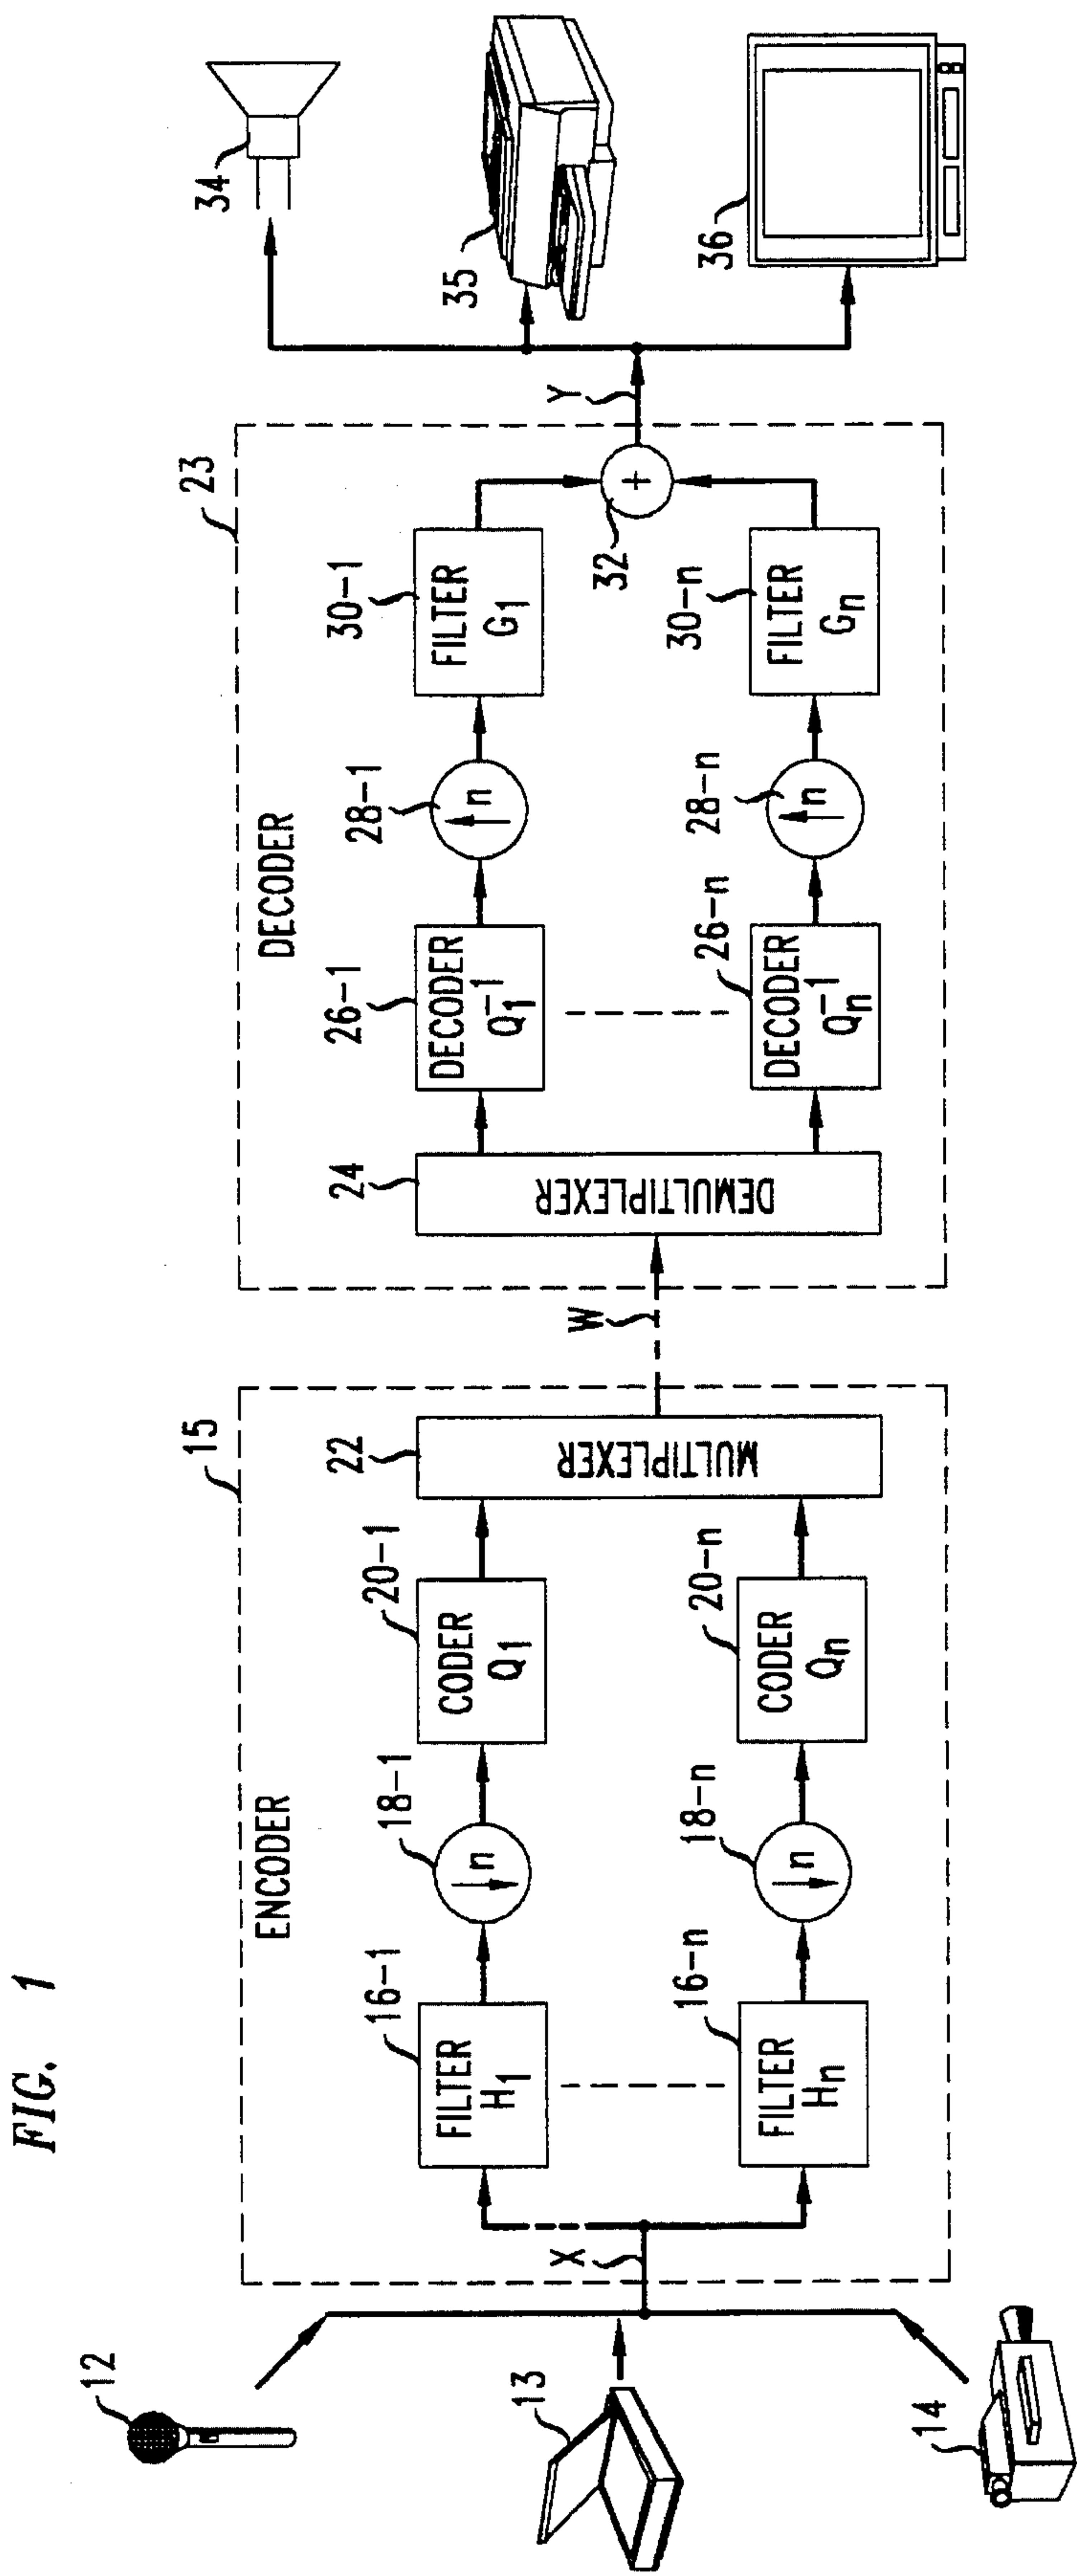 FIG. 1
ENCODER
15
12
13
14
X
16-1
FILTER
H1
18-1
n
20-1
CODER
Q1
22
MULTIPLEXER
16-n
FILTER
Hn
18-n
n
20-n
CODER
Qn
W
DECODER
23
24
DEMULTIPLEXER
26-1
DECODER
Q1-1
28-1
n
30-1
FILTER
G1
26-n
DECODER
Qn-1
28-n
n
30-n
FILTER
Gn
32
+
Y
34
35
36